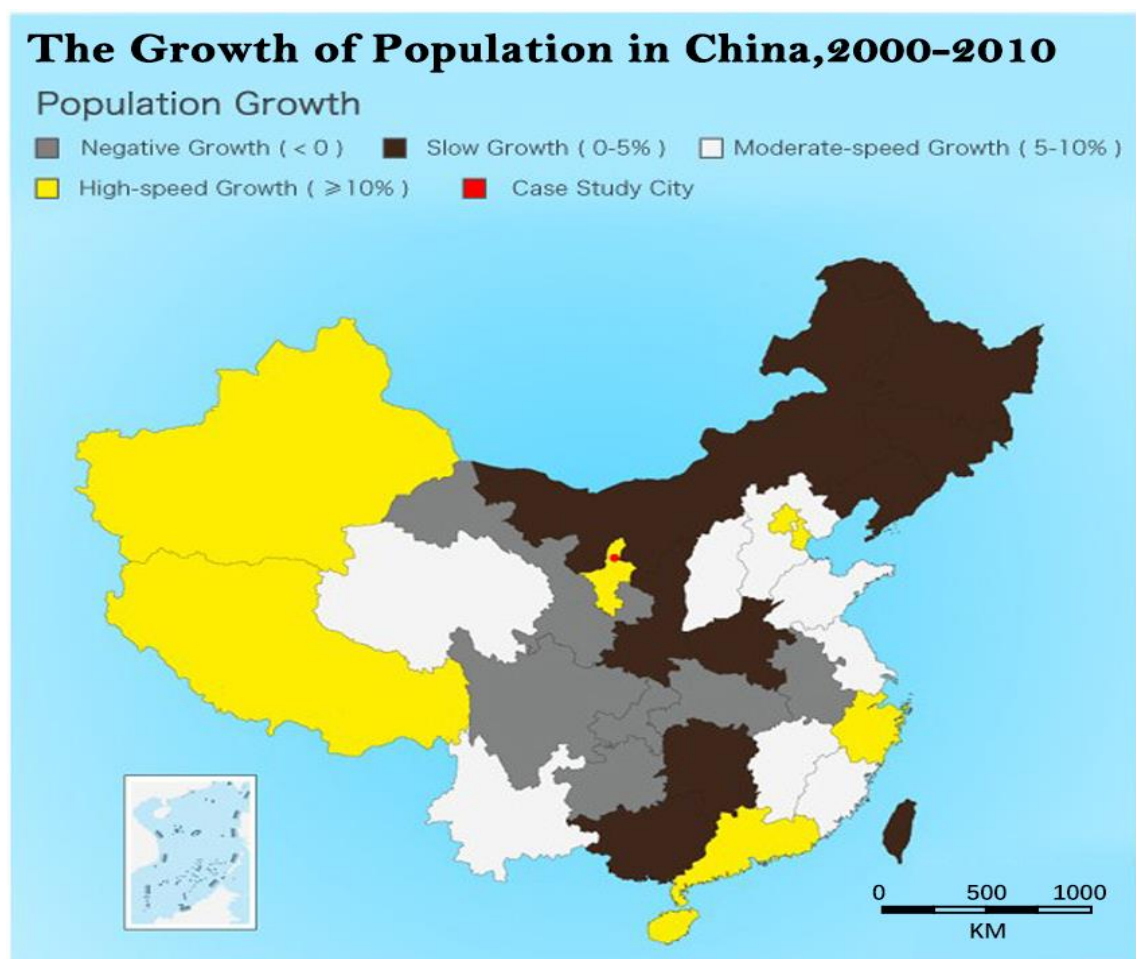 The Growth of Population in China,2000-2010
Population Growth
Negative Growth ( < 0 ) Slow Growth ( 0-5% ) Moderate-speed Growth ( 5-10% )
High-speed Growth ( ⩾10% ) Case Study City
0 500 1000
KM